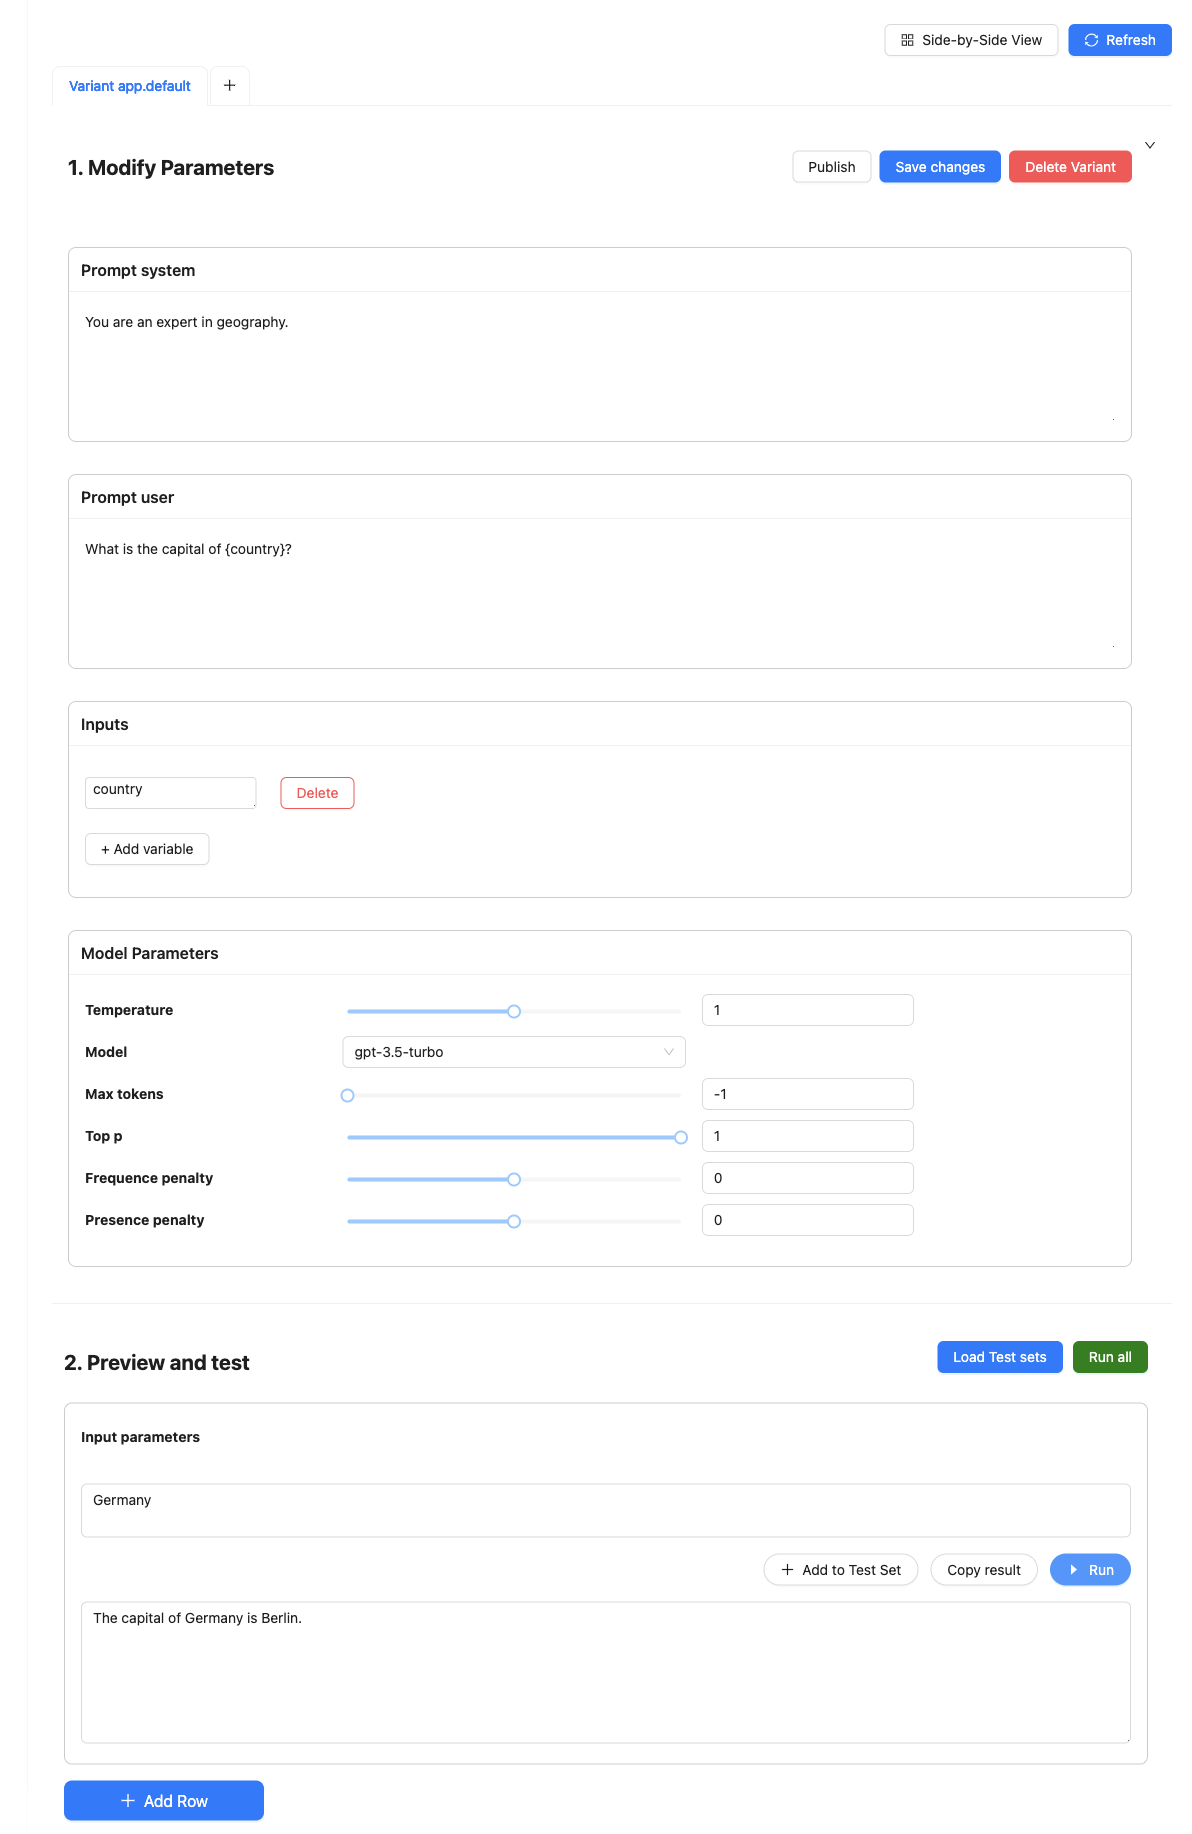 Side-by-Side View
Refresh
Variant app.default
+
1. Modify Parameters
Publish
Save changes
Delete Variant
Prompt system
You are an expert in geography.
Prompt user
What is the capital of {country}?
Inputs
country
Delete
+ Add variable
Model Parameters
Temperature
1
Model
gpt-3.5-turbo
Max tokens
-1
Top p
1
Frequence penalty
0
Presence penalty
0
2. Preview and test
Load Test sets
Run all
Input parameters
Germany
+ Add to Test Set
Copy result
Run
The capital of Germany is Berlin.
+ Add Row